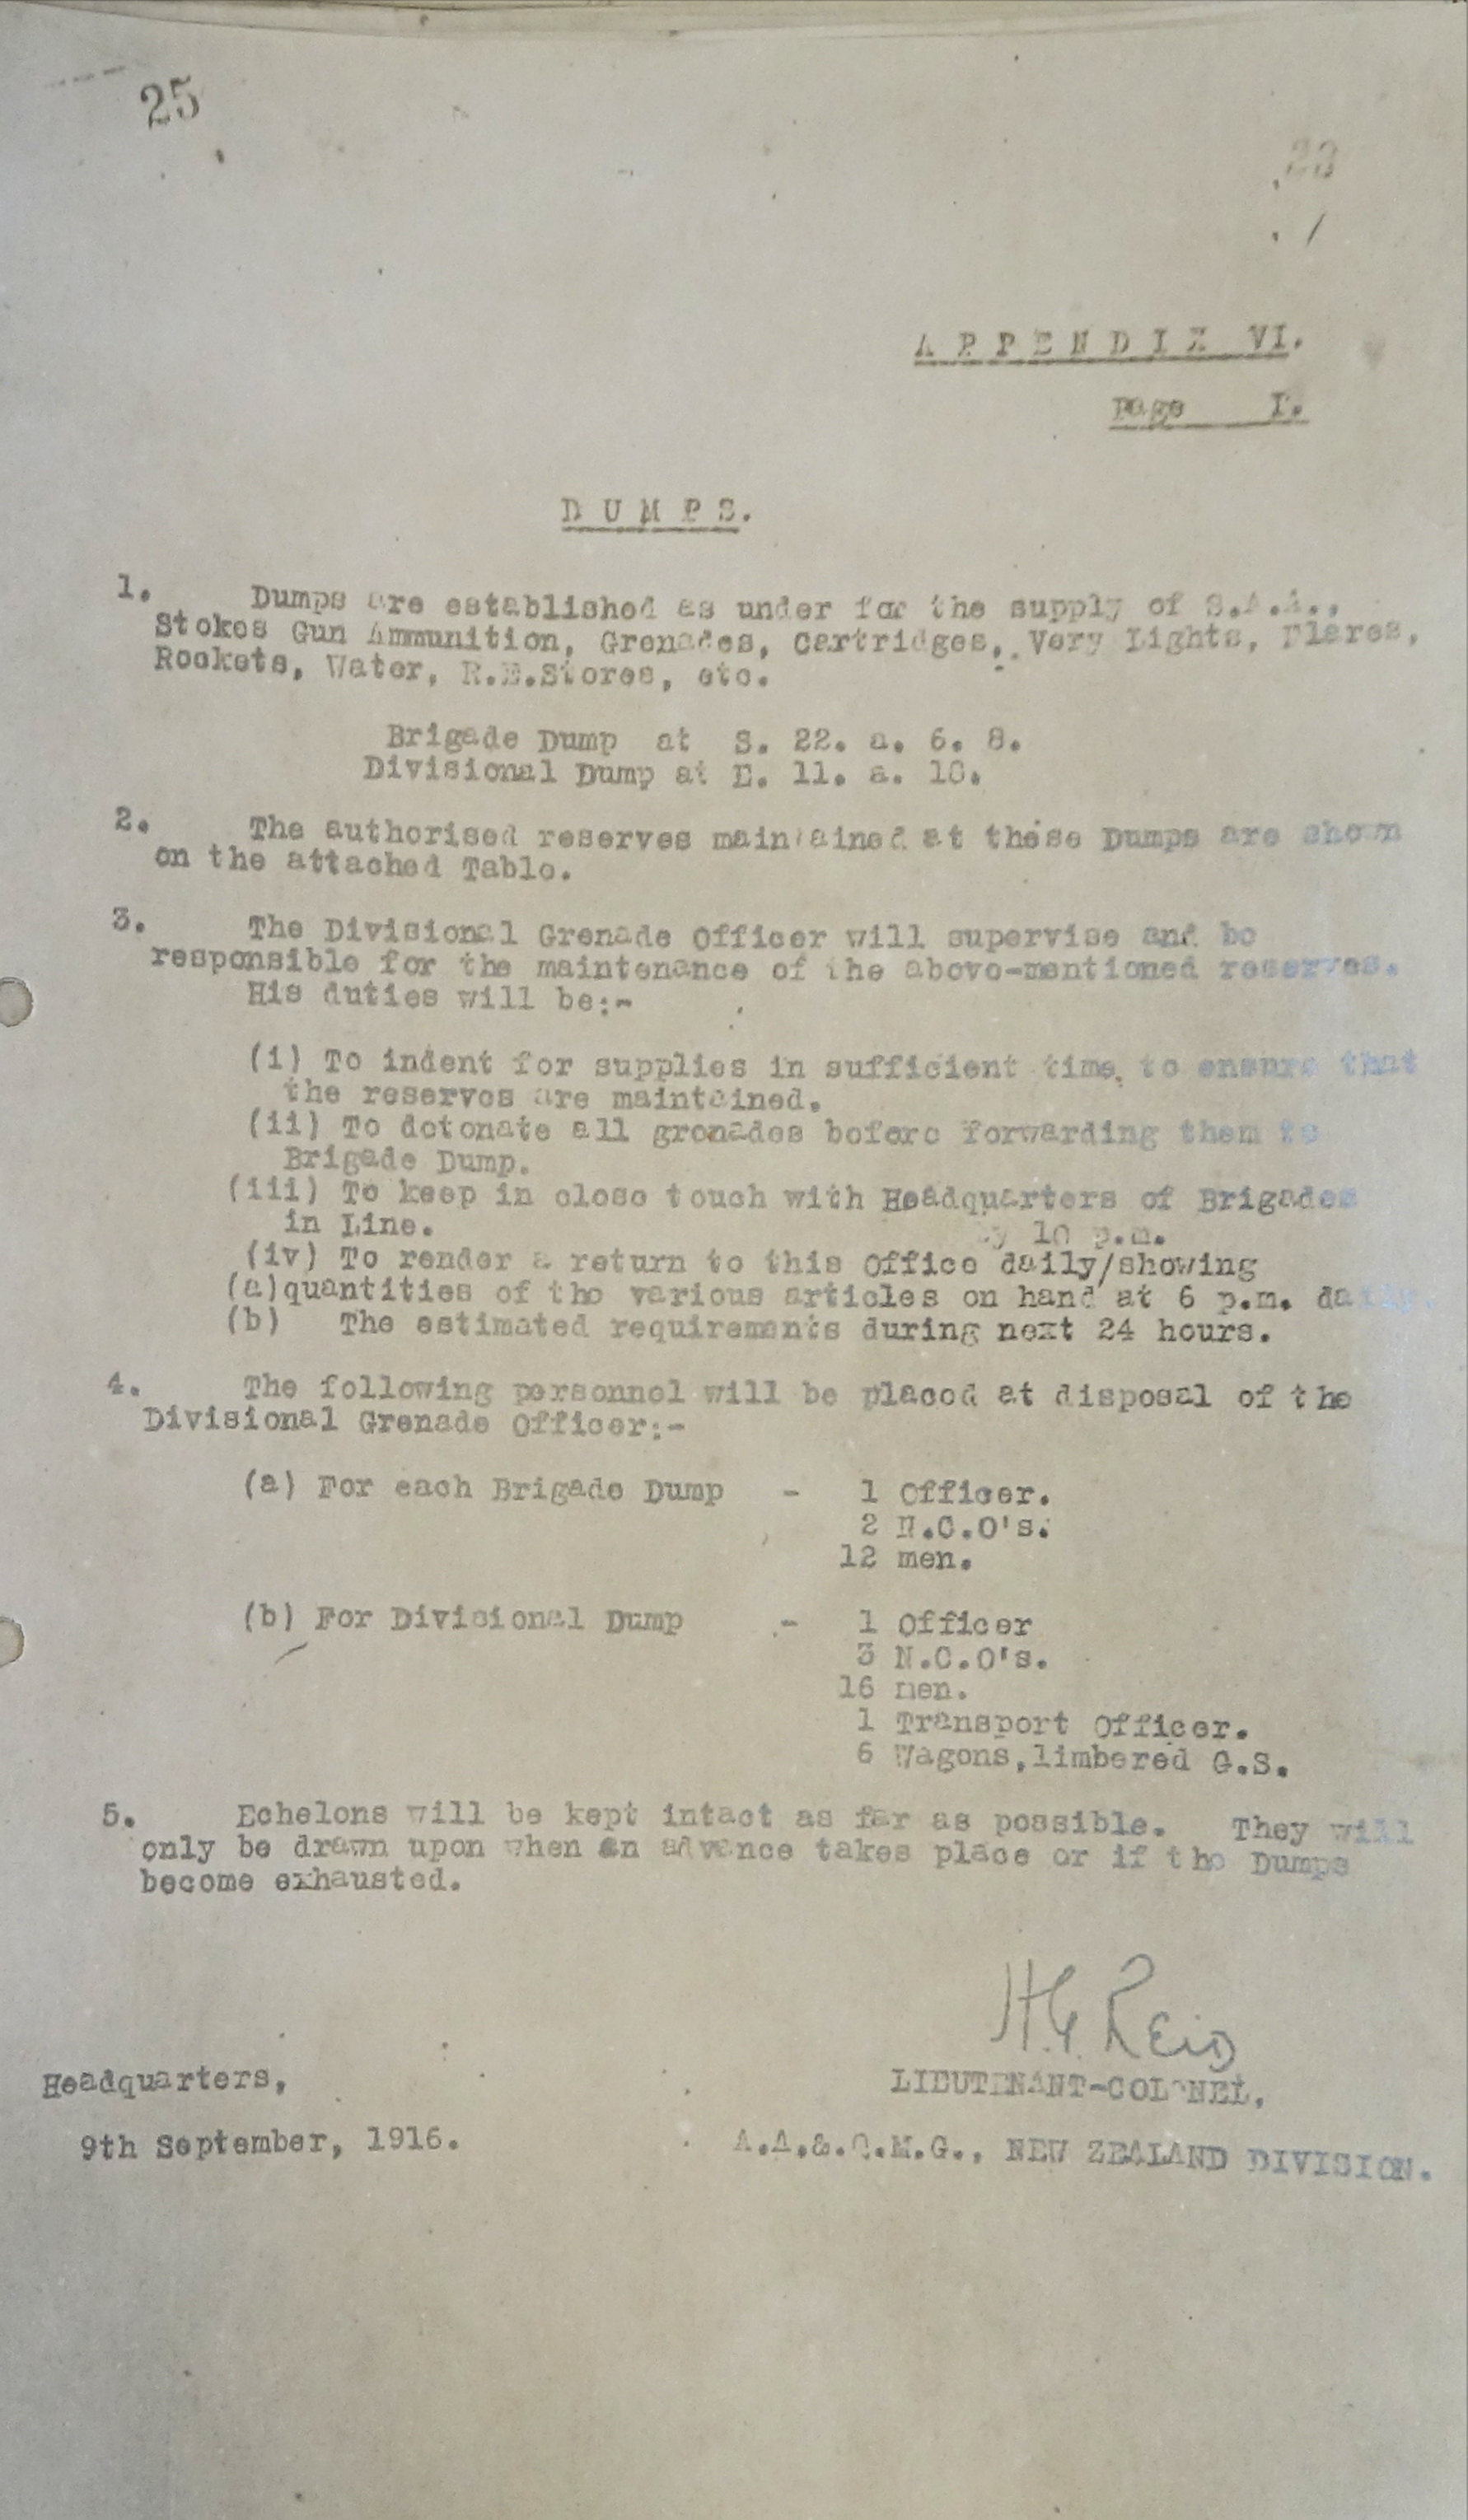 25
23
A P P E N D I X VI.
Page I.
D U M P S.
1. Dumps are established as under for the supply of S.A.A.,
Stokes Gun Ammunition, Grenades, Cartridges, Very Lights, Flares,
Rockets, Water, R.E.Stores, etc.
Brigade Dump at S. 22. a. 6. 8.
Divisional Dump at E. 11. a. 10.
2. The authorised reserves maintained at these Dumps are shown
on the attached Table.
3. The Divisional Grenade Officer will supervise and be
responsible for the maintenance of the above-mentioned reserves.
His duties will be:-
(i) To indent for supplies in sufficient time, to ensure that
the reserves are maintained.
(ii) To detonate all grenades before forwarding them to
Brigade Dump.
(iii) To keep in close touch with Headquarters of Brigades
in Line.
by 10 p.m.
(iv) To render a return to this Office daily/showing
(a)quantities of the various articles on hand at 6 p.m. daily.
(b) The estimated requirements during next 24 hours.
4. The following personnel will be placed at disposal of the
Divisional Grenade Officer:-
(a) For each Brigade Dump - 1 Officer.
2 N.C.O's.
12 men.
(b) For Divisional Dump - 1 Officer
3 N.C.O's.
16 men.
1 Transport Officer.
6 Wagons,limbered G.S.
5. Echelons will be kept intact as far as possible. They will
only be drawn upon when an advance takes place or if the Dumps
become exhausted.
H.G. Reid
LIEUTENANT-COLONEL,
Headquarters,
9th September, 1916.
A.A.&.Q.M.G., NEW ZEALAND DIVISION.